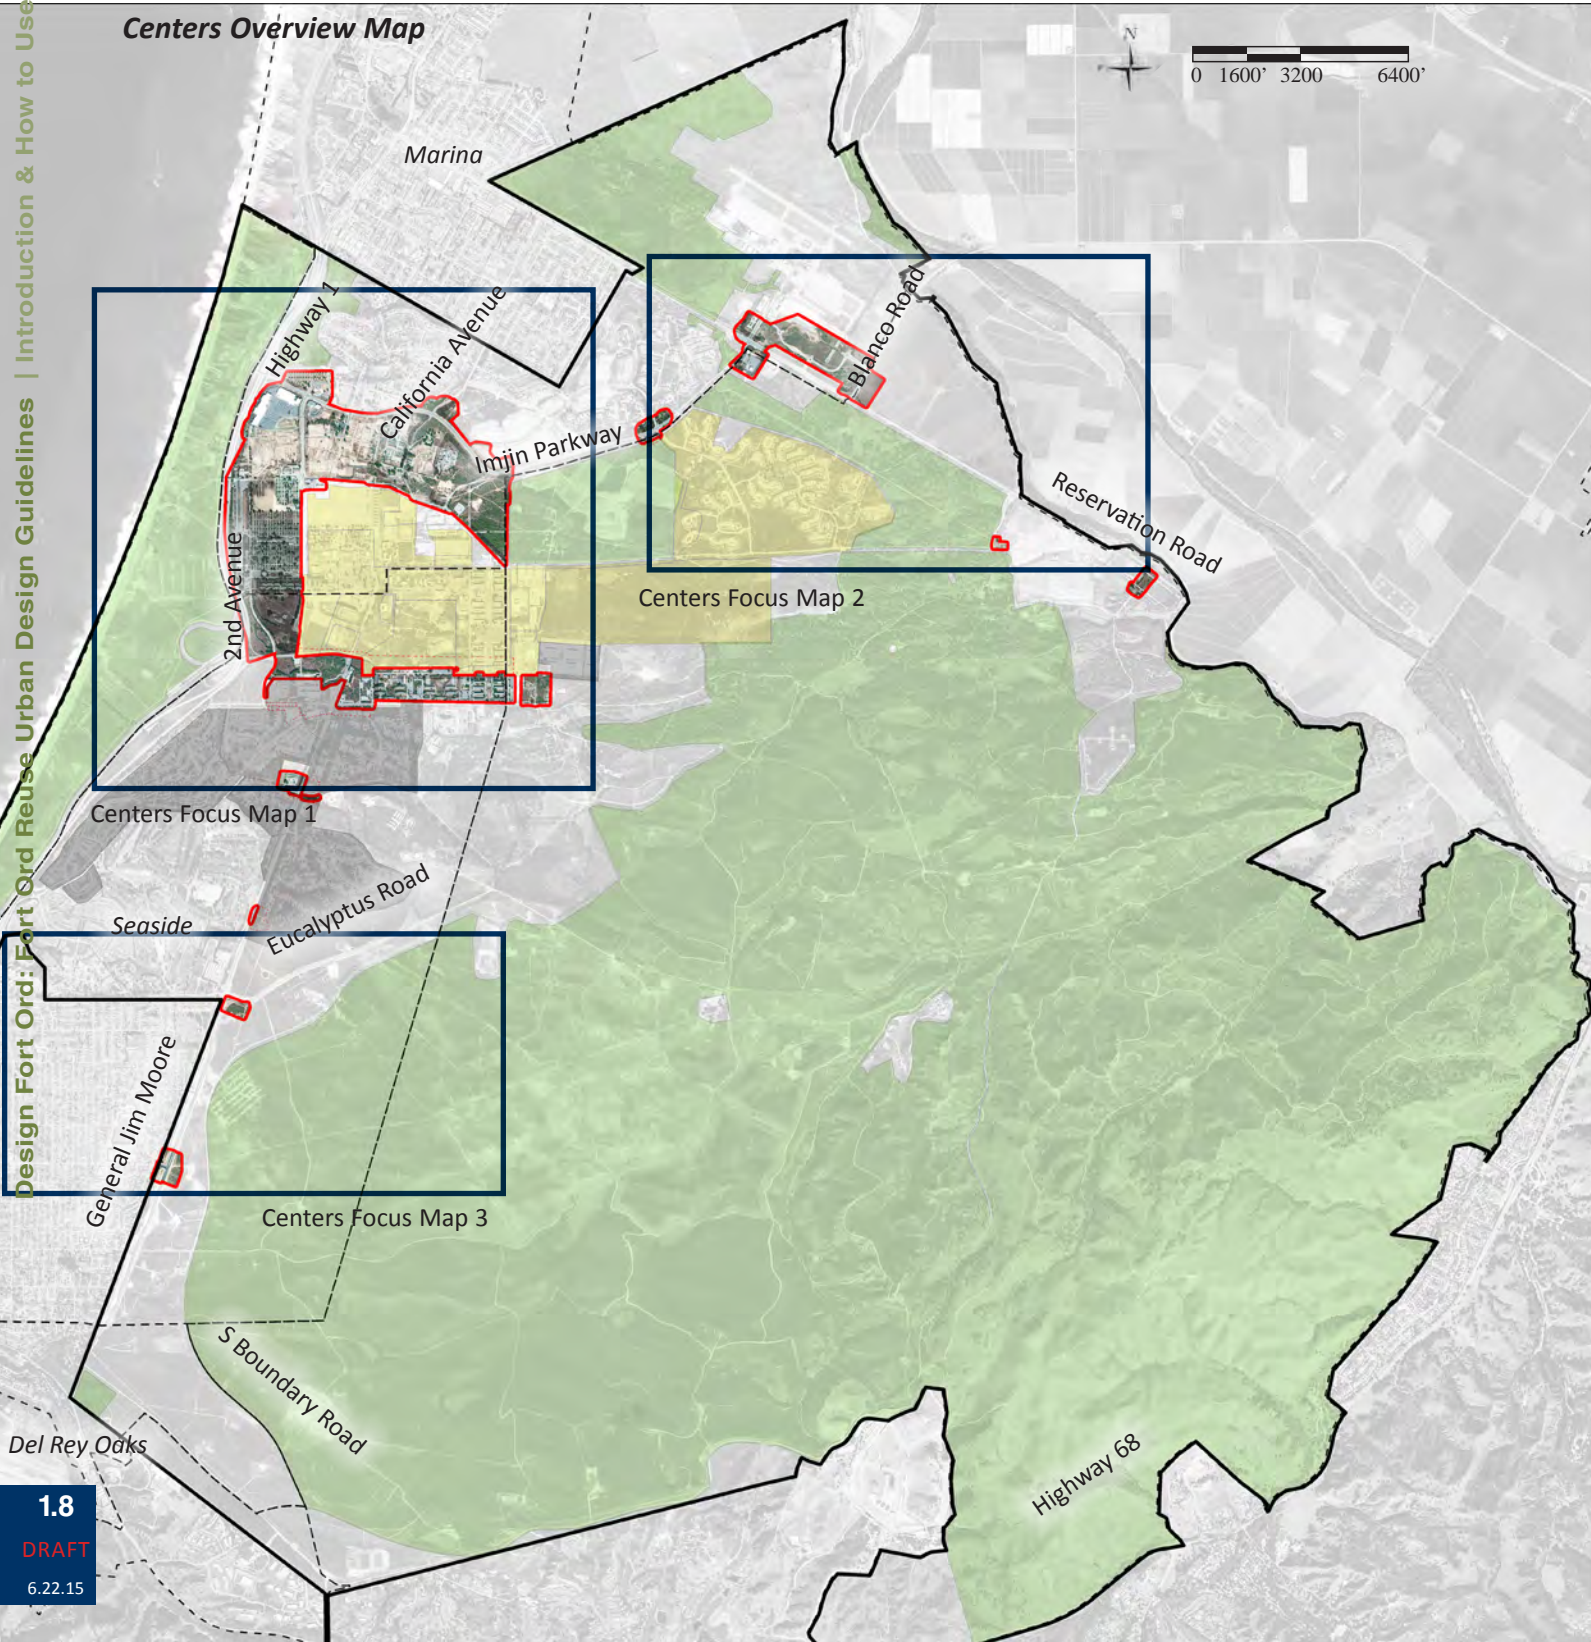 Centers Overview Map
N
0 1600' 3200 6400'
Marina
Highway 1
California Avenue
Blanco Road
Imjin Parkway
Reservation Road
2nd Avenue
Centers Focus Map 2
Centers Focus Map 1
Eucalyptus Road
Seaside
General Jim Moore
Centers Focus Map 3
S Boundary Road
Del Rey Oaks
Highway 68
Design Fort Ord: Fort Ord Reuse Urban Design Guidelines | Introduction & How to Use
1.8
DRAFT
6.22.15